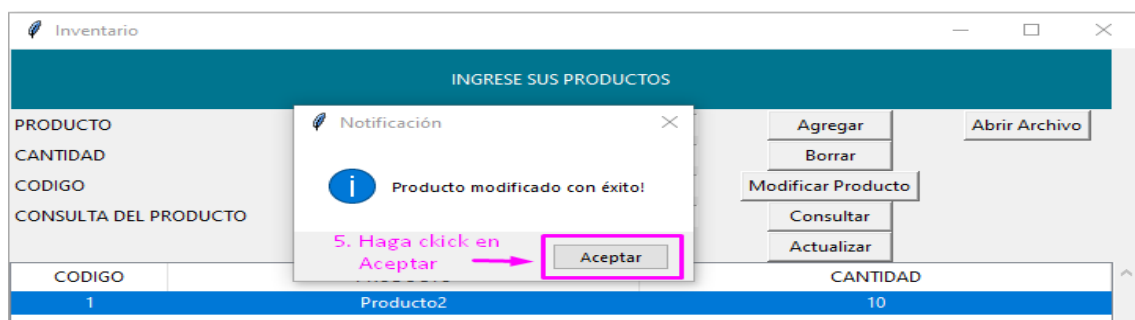 Inventario
INGRESE SUS PRODUCTOS
PRODUCTO
Notificación
Agregar
Abrir Archivo
CANTIDAD
Borrar
CODIGO
Producto modificado con éxito!
Modificar Producto
CONSULTA DEL PRODUCTO
Consultar
5. Haga ckick en
Aceptar
Aceptar
Actualizar
CODIGO
CANTIDAD
1 Producto2 10